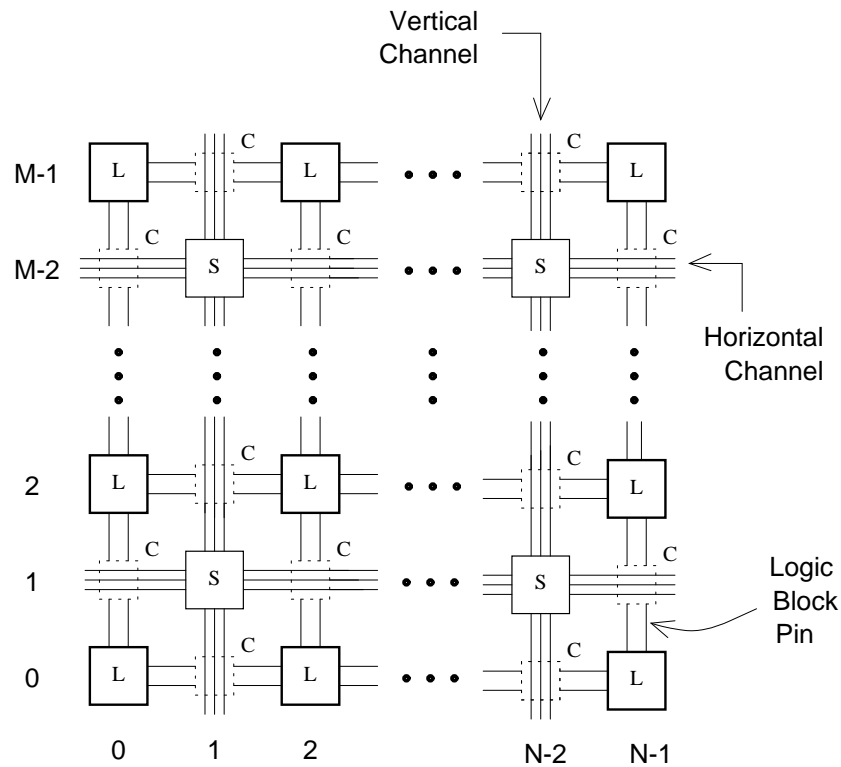 Vertical
Channel
C
C
M-1
L
L
L
C
C
C
M-2
S
S
Horizontal
Channel
C
C
2
L
L
L
C
C
C
1
S
S
Logic
Block
Pin
C
C
0
L
L
L
0
1
2
N-2
N-1